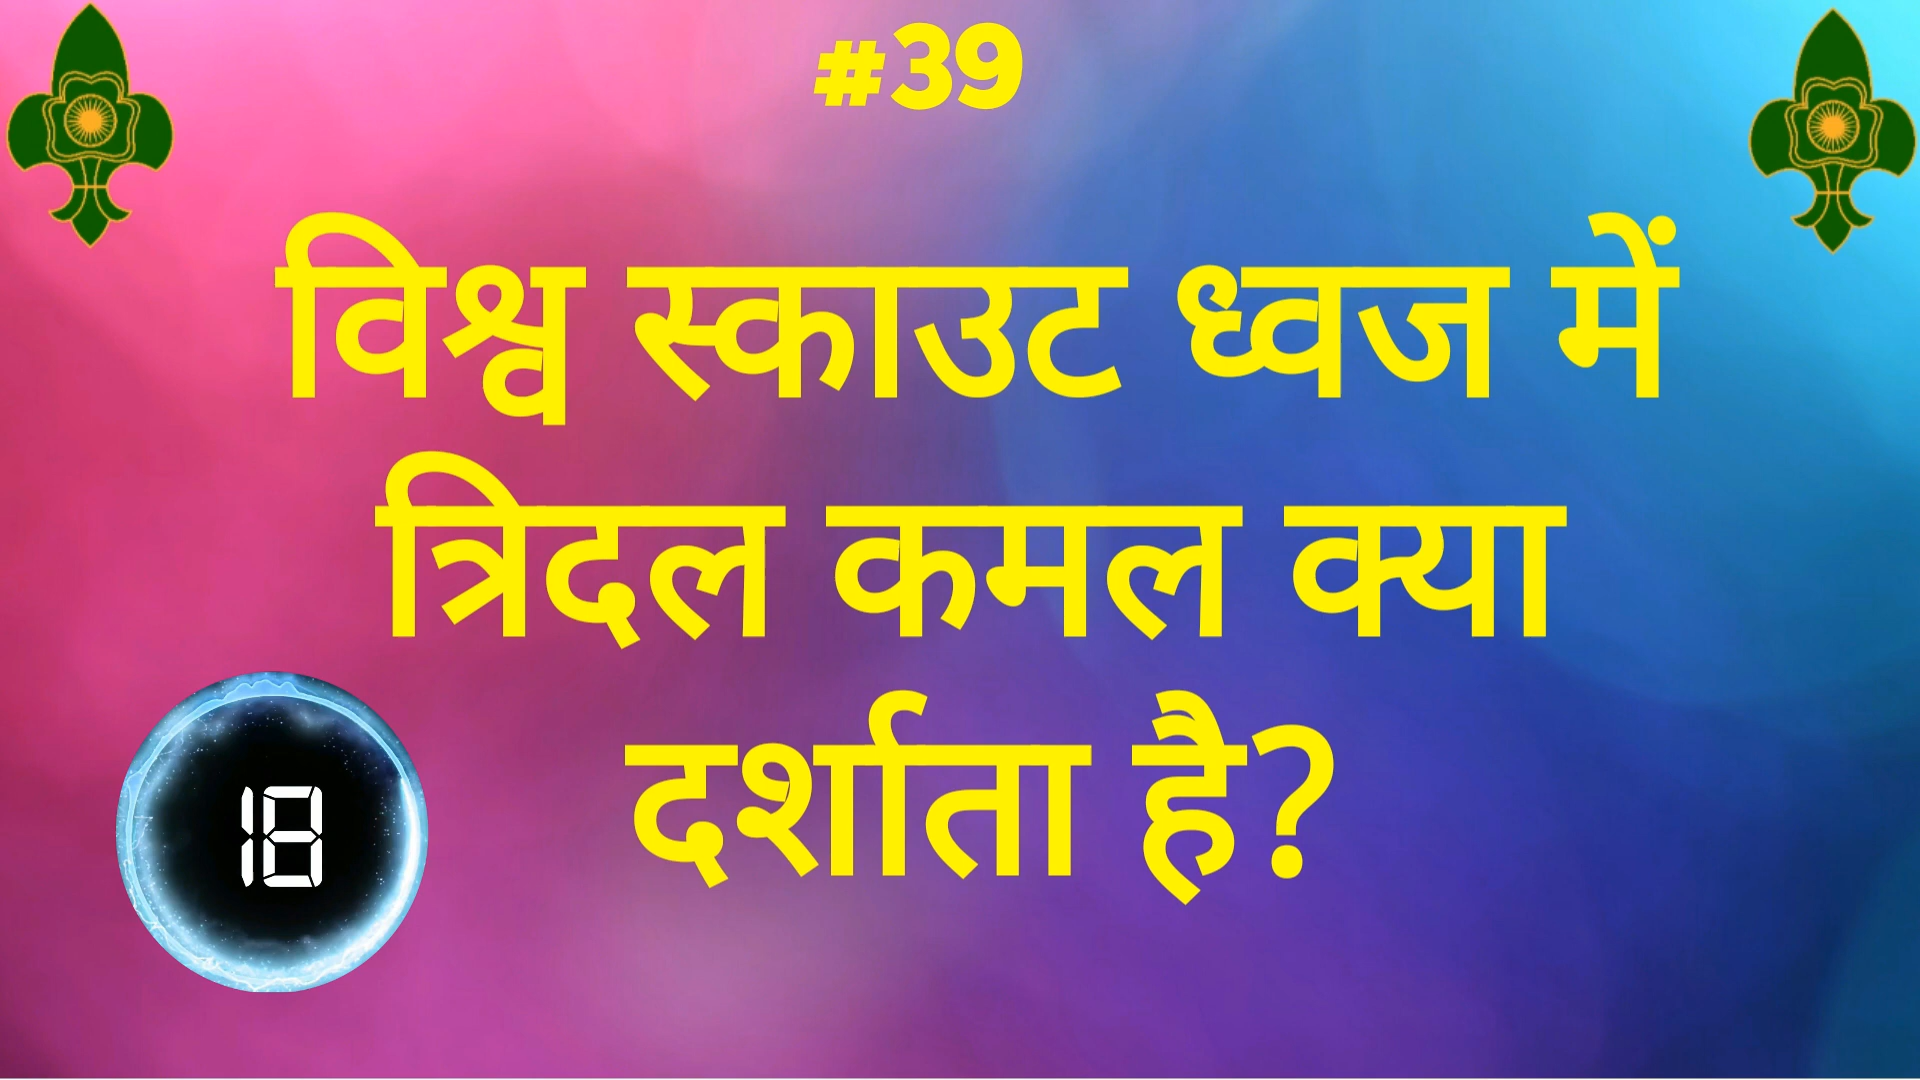 #39
विश्व स्काउट ध्वज में
त्रिदल कमल क्या
दर्शाता है?
18